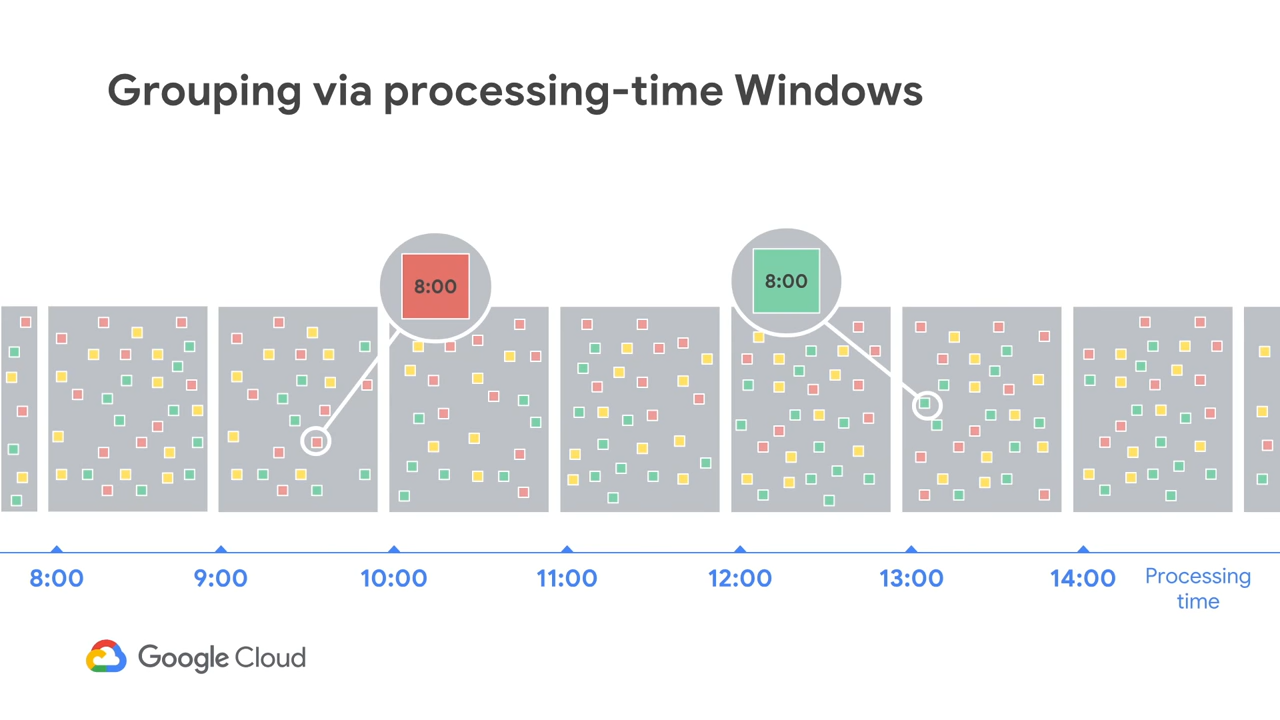 Grouping via processing-time Windows
8:00
8:00
8:00
9:00
10:00
11:00
12:00
13:00
14:00
Processing
time
Google Cloud